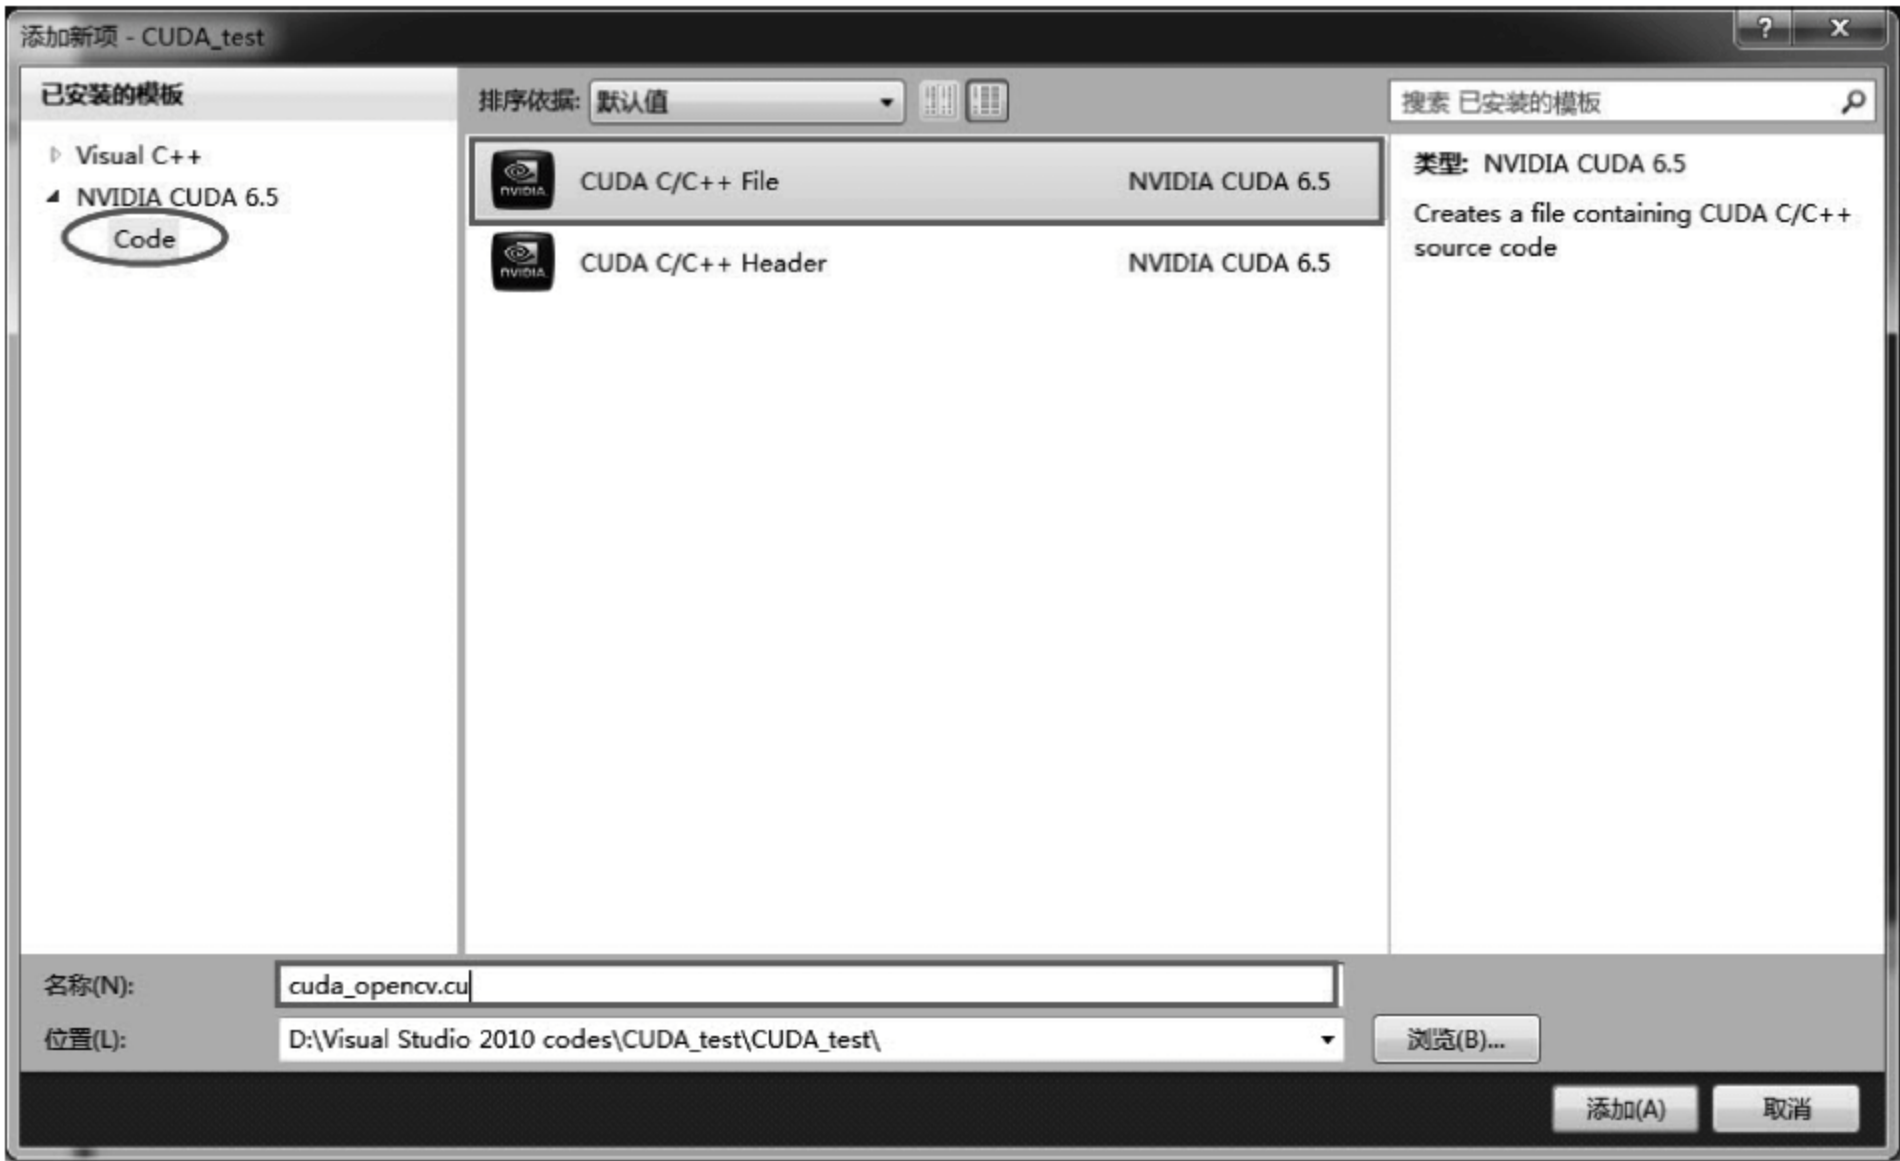 添加新项 - CUDA_test
?
已安装的模板
排序依据: 默认值
搜索 已安装的模板
Visual C++
NVIDIA CUDA 6.5
Code
NVIDIA CUDA C/C++ File NVIDIA CUDA 6.5
NVIDIA CUDA C/C++ Header NVIDIA CUDA 6.5
类型: NVIDIA CUDA 6.5
Creates a file containing CUDA C/C++
source code
名称(N): cuda_opencv.cu
位置(L): D:\Visual Studio 2010 codes\CUDA_test\CUDA_test\
浏览(B)...
添加(A)
取消